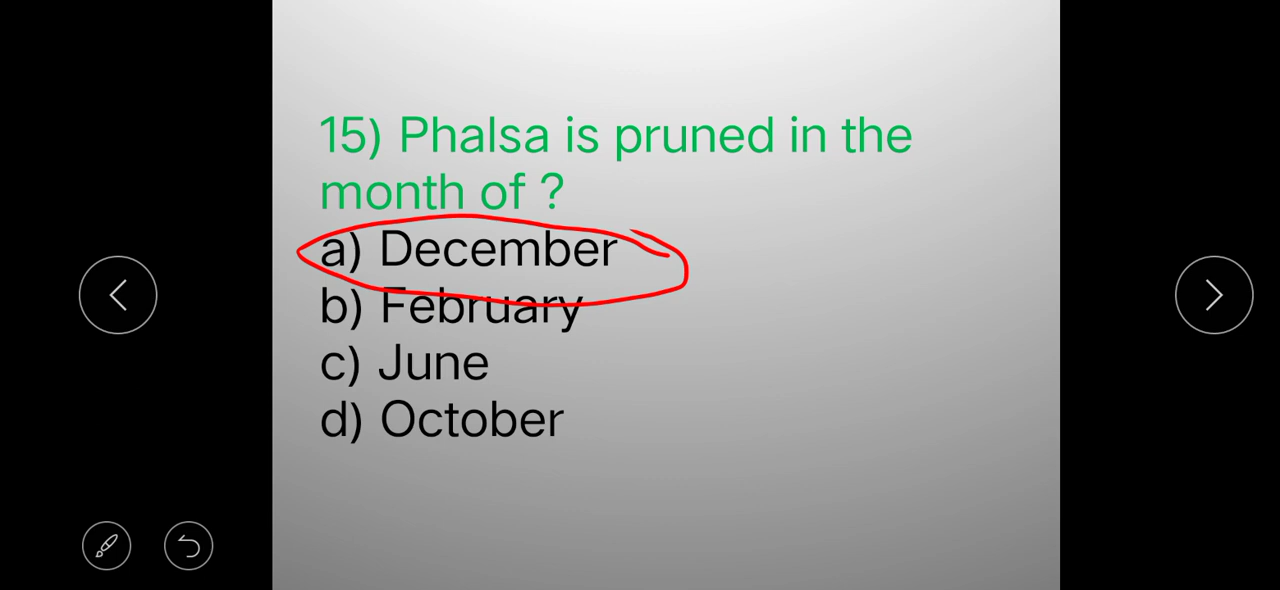 15) Phalsa is pruned in the
month of ?
a) December
b) February
c) June
d) October